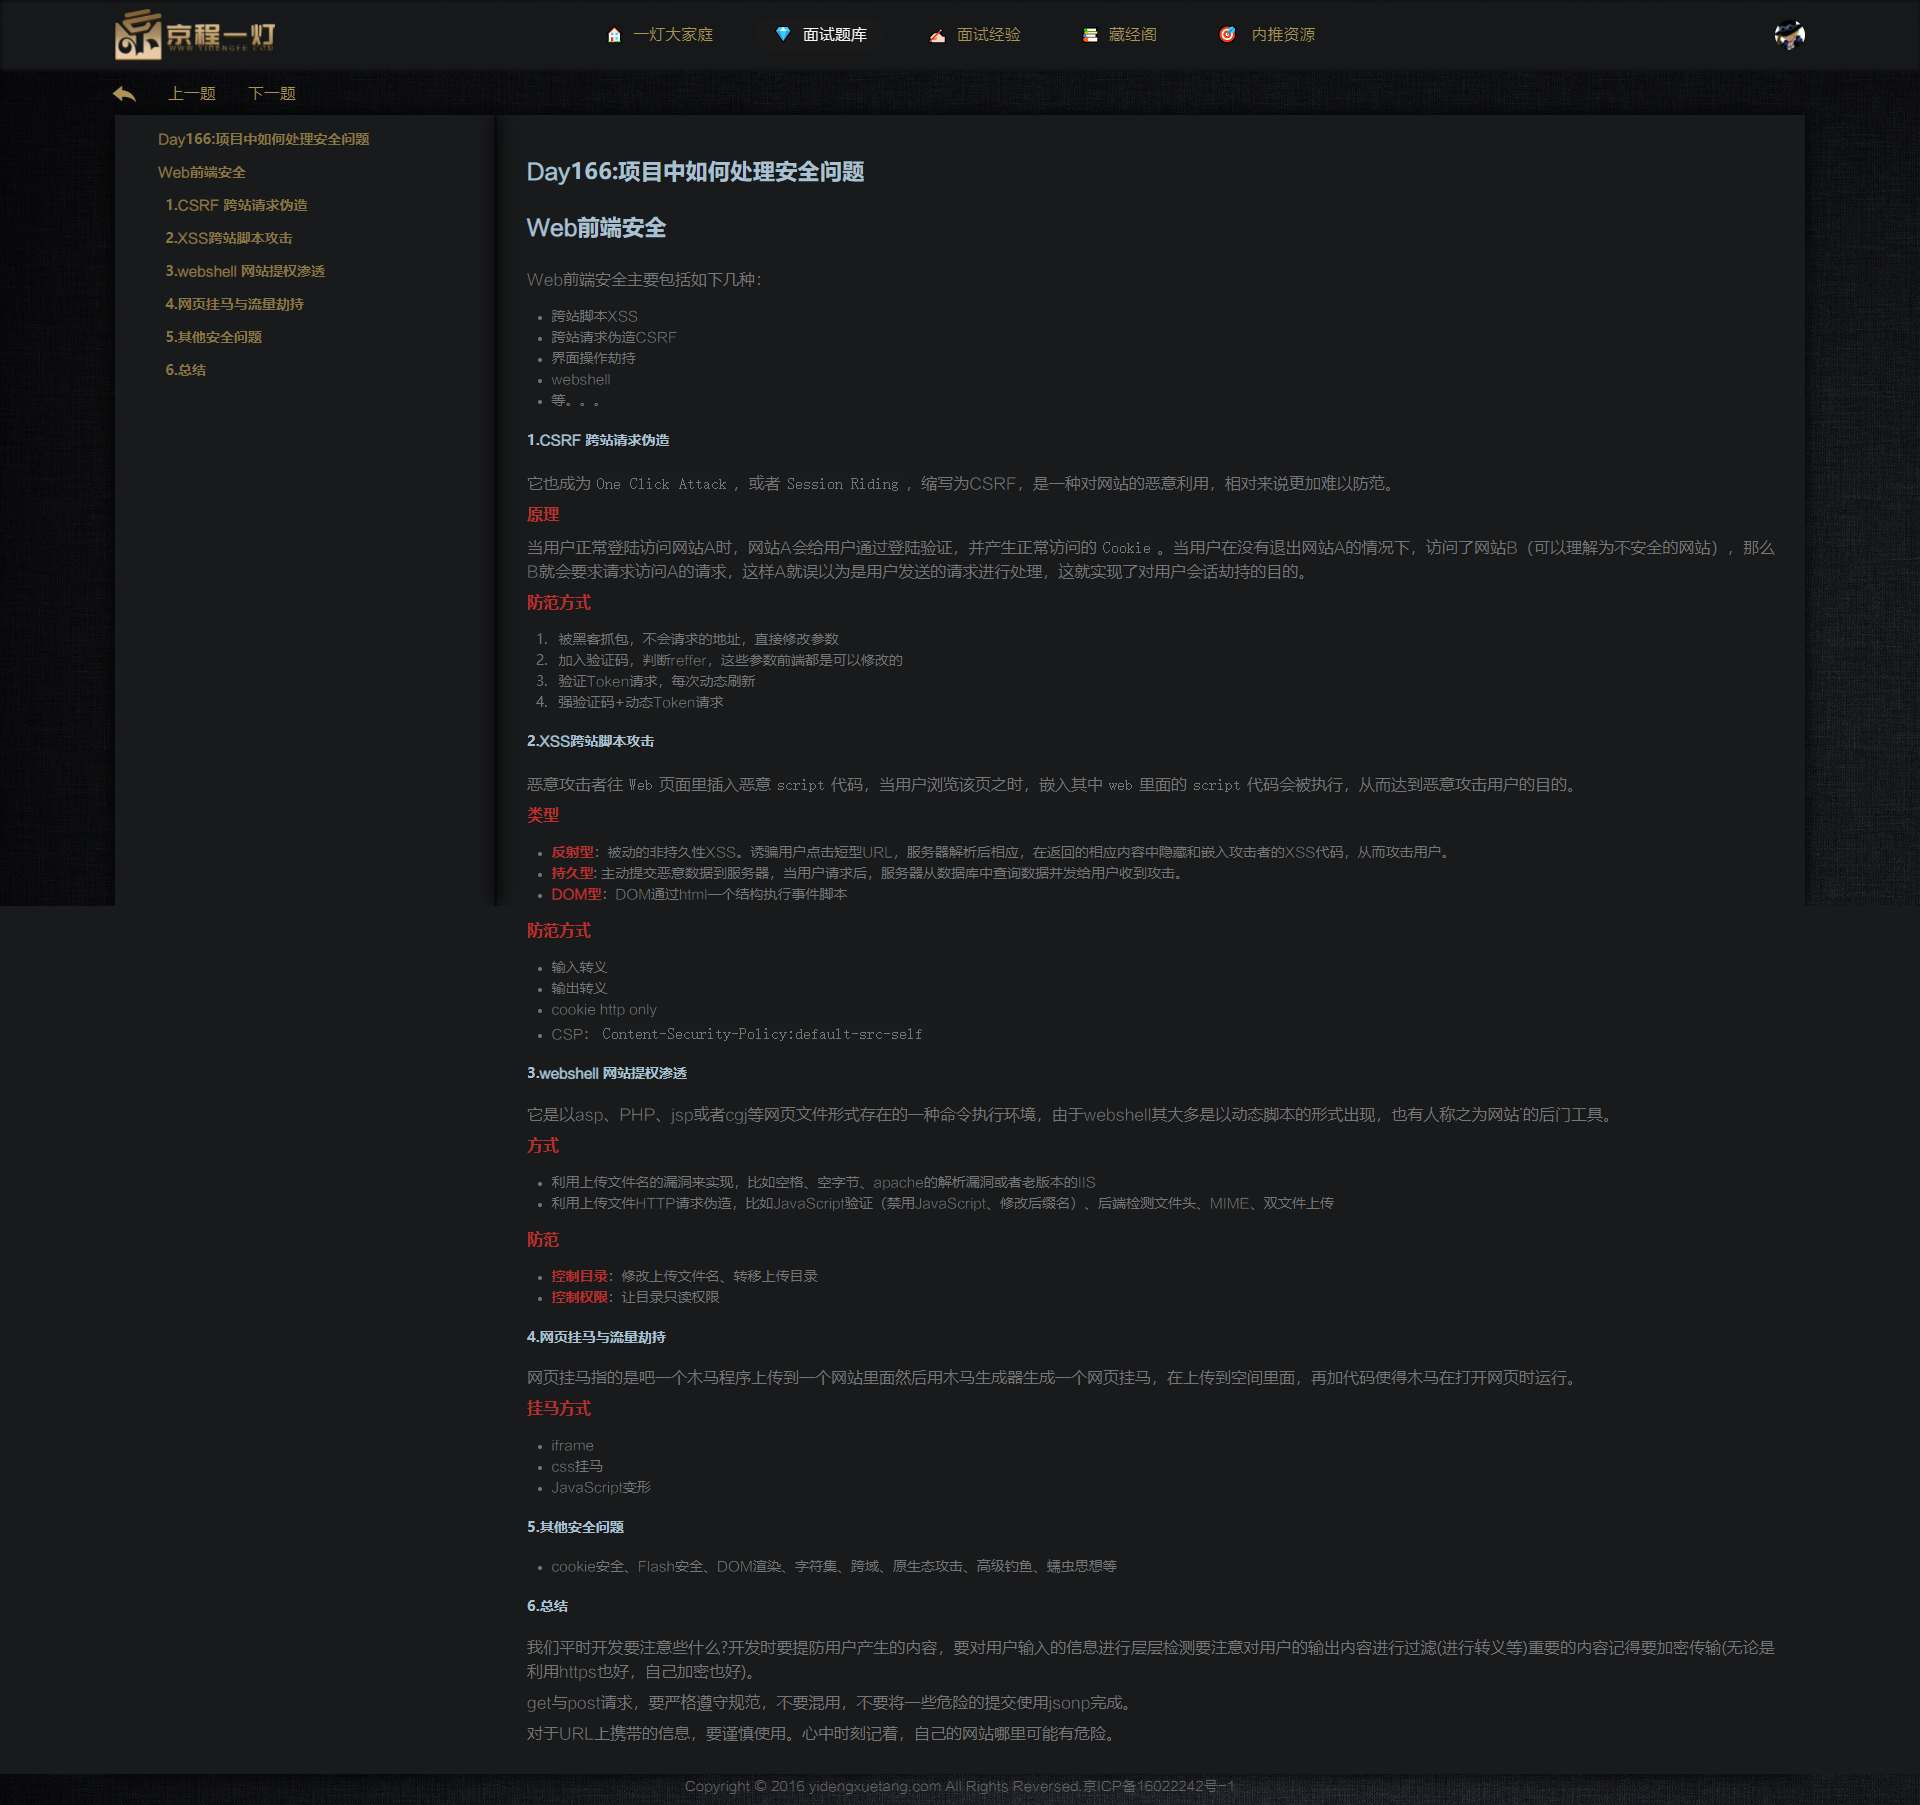 京程一灯
WWW.YIDENGFE.COM
一灯大家庭
面试题库
面试经验
藏经阁
内推资源
上一题
下一题
Day166:项目中如何处理安全问题
Web前端安全
1.CSRF 跨站请求伪造
2.XSS跨站脚本攻击
3.webshell 网站提权渗透
4.网页挂马与流量劫持
5.其他安全问题
6.总结
Day166:项目中如何处理安全问题
Web前端安全
Web前端安全主要包括如下几种：
跨站脚本XSS
跨站请求伪造CSRF
界面操作劫持
webshell
等。。。
1.CSRF 跨站请求伪造
它也成为 One Click Attack ，或者 Session Riding ，缩写为CSRF，是一种对网站的恶意利用，相对来说更加难以防范。
原理
当用户正常登陆访问网站A时，网站A会给用户通过登陆验证，并产生正常访问的 Cookie 。当用户在没有退出网站A的情况下，访问了网站B（可以理解为不安全的网站），那么
B就会要求请求访问A的请求，这样A就误以为是用户发送的请求进行处理，这就实现了对用户会话劫持的目的。
防范方式
1. 被黑客抓包，不会请求的地址，直接修改参数
2. 加入验证码，判断reffer，这些参数前端都是可以修改的
3. 验证Token请求，每次动态刷新
4. 强验证码+动态Token请求
2.XSS跨站脚本攻击
恶意攻击者往 Web 页面里插入恶意 script 代码，当用户浏览该页之时，嵌入其中 web 里面的 script 代码会被执行，从而达到恶意攻击用户的目的。
类型
反射型：被动的非持久性XSS。诱骗用户点击短型URL，服务器解析后相应，在返回的相应内容中隐藏和嵌入攻击者的XSS代码，从而攻击用户。
持久型: 主动提交恶意数据到服务器，当用户请求后，服务器从数据库中查询数据并发给用户收到攻击。
DOM型：DOM通过html一个结构执行事件脚本
防范方式
输入转义
输出转义
cookie http only
CSP： Content-Security-Policy:default-src-self
3.webshell 网站提权渗透
它是以asp、PHP、jsp或者cgj等网页文件形式存在的一种命令执行环境，由于webshell其大多是以动态脚本的形式出现，也有人称之为网站'的后门工具。
方式
利用上传文件名的漏洞来实现，比如空格、空字节、apache的解析漏洞或者老版本的IIS
利用上传文件HTTP请求伪造，比如JavaScript验证（禁用JavaScript、修改后缀名）、后端检测文件头、MIME、双文件上传
防范
控制目录：修改上传文件名、转移上传目录
控制权限：让目录只读权限
4.网页挂马与流量劫持
网页挂马指的是吧一个木马程序上传到一个网站里面然后用木马生成器生成一个网页挂马，在上传到空间里面，再加代码使得木马在打开网页时运行。
挂马方式
iframe
css挂马
JavaScript变形
5.其他安全问题
cookie安全、Flash安全、DOM渲染、字符集、跨域、原生态攻击、高级钓鱼、蠕虫思想等
6.总结
我们平时开发要注意些什么?开发时要提防用户产生的内容，要对用户输入的信息进行层层检测要注意对用户的输出内容进行过滤(进行转义等)重要的内容记得要加密传输(无论是
利用https也好，自己加密也好)。
get与post请求，要严格遵守规范，不要混用，不要将一些危险的提交使用jsonp完成。
对于URL上携带的信息，要谨慎使用。心中时刻记着，自己的网站哪里可能有危险。
Copyright © 2016 yidengxuetang.com All Rights Reversed.京ICP备16022242号-1